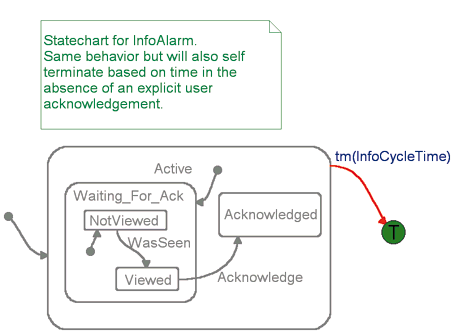 Statechart for InfoAlarm.
Same behavior but will also self
terminate based on time in the
absence of an explicit user
acknowledgement.
tm(InfoCycleTime)
Active
Waiting_For_Ack
NotViewed
Acknowledged
T
WasSeen
Viewed
Acknowledge